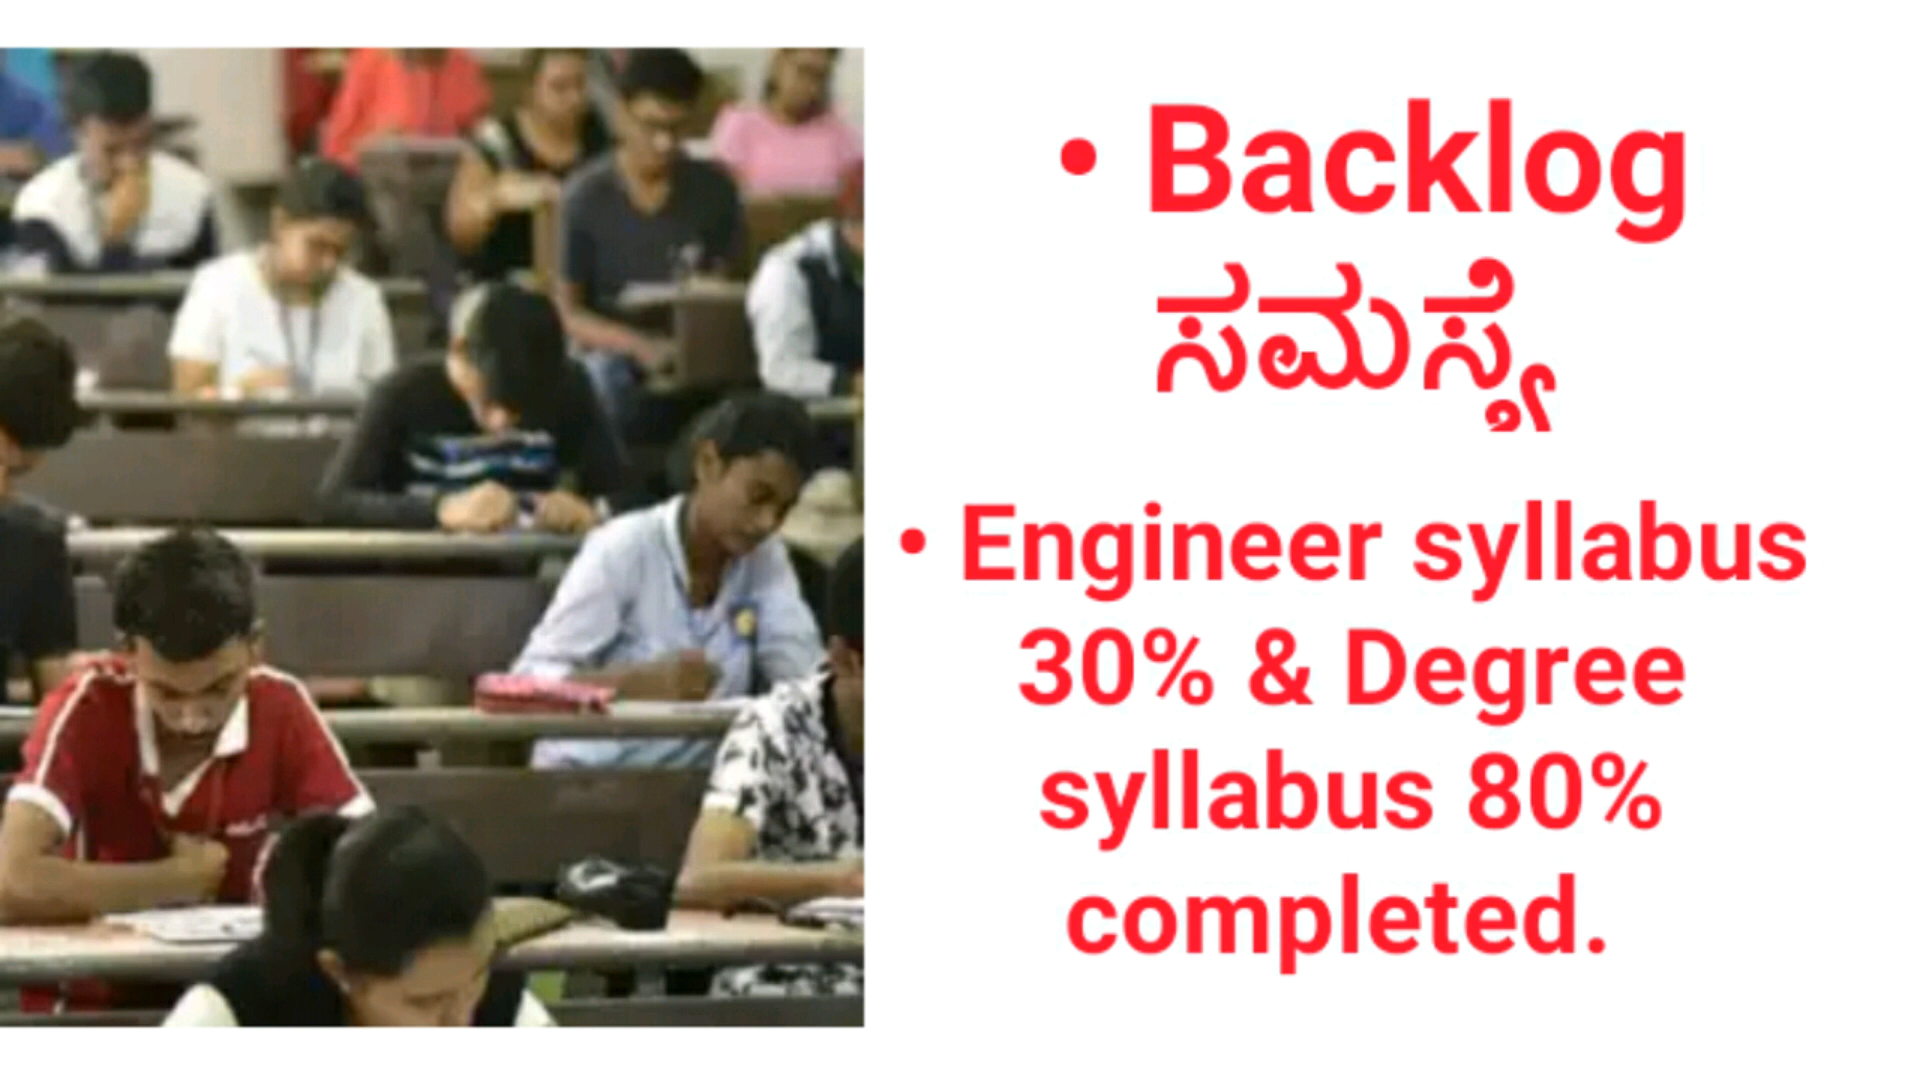 • Backlog
ಸಮಸ್ಯೆ
• Engineer syllabus
30% & Degree
syllabus 80%
completed.